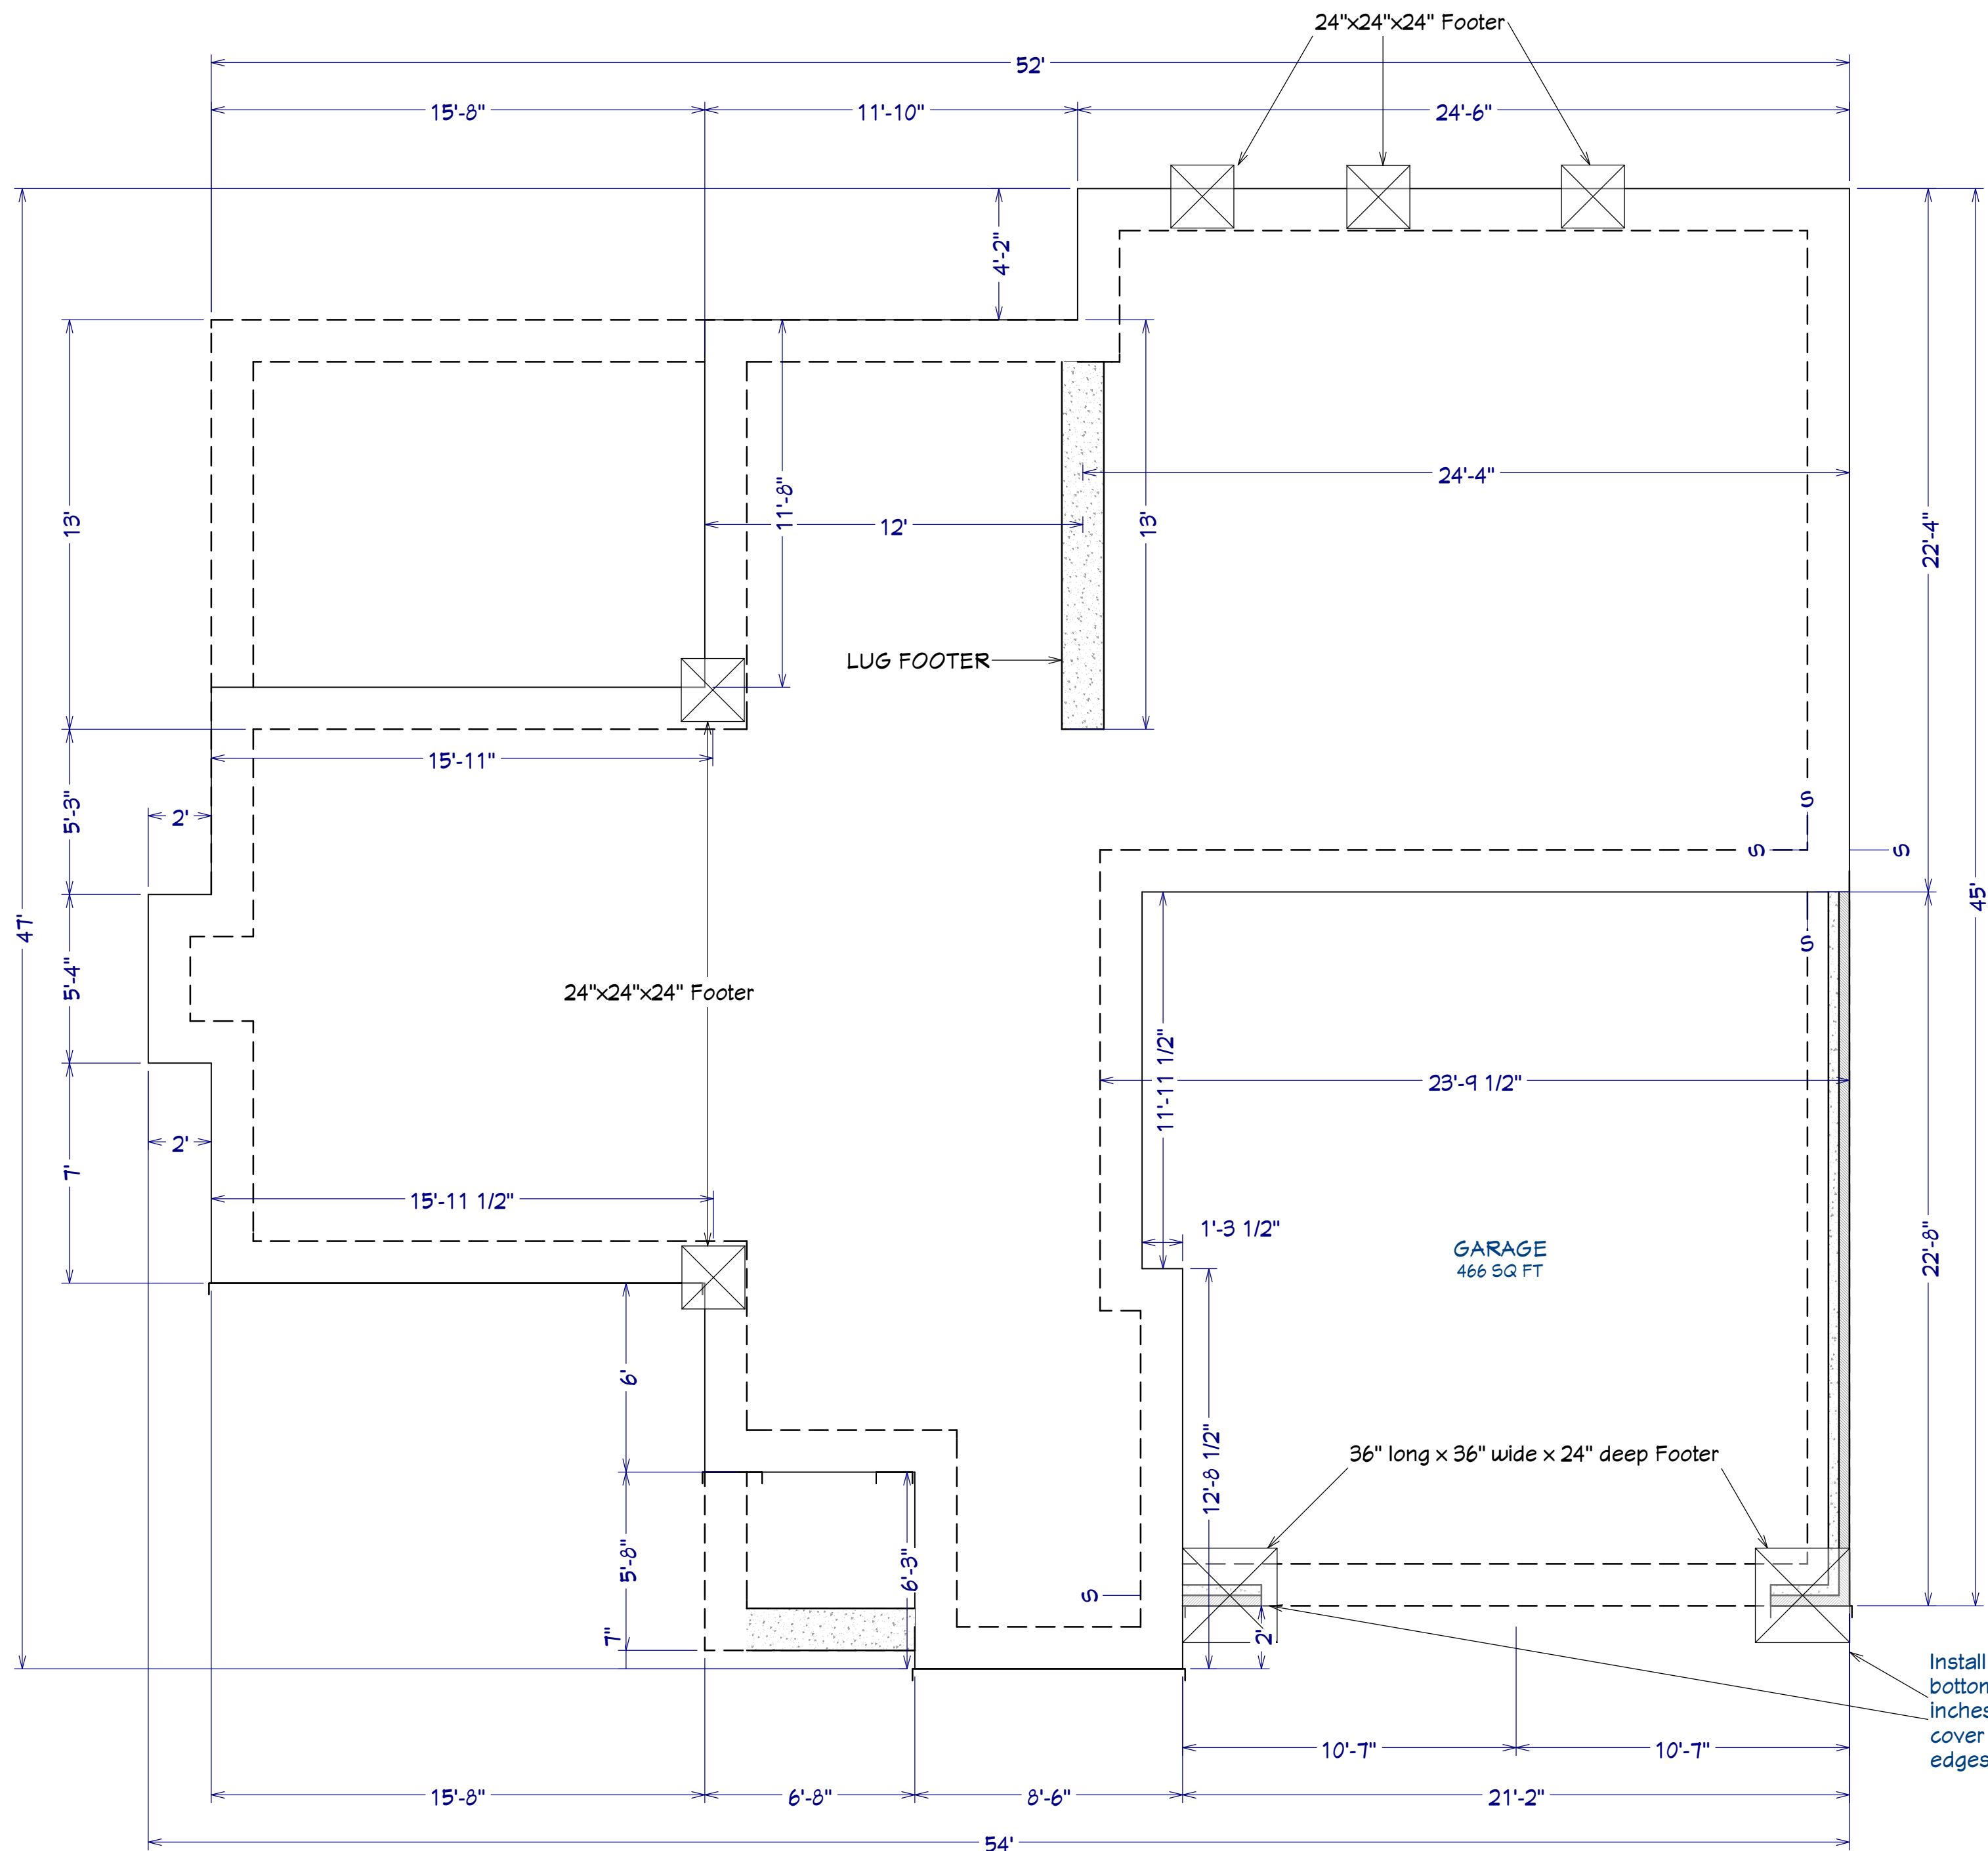 24"x24"x24" Footer
52'
15'-8"
11'-10"
24'-6"
4'-2"
13'
11'-8"
12'
13'
24'-4"
22'-4"
LUG FOOTER
15'-11"
5'-3"
2'
S
S
S
47'
45'
S
5'-4"
24"x24"x24" Footer
11'-11 1/2"
23'-9 1/2"
2'
7'
15'-11 1/2"
1'-3 1/2"
GARAGE
466 SQ FT
22'-8"
6'
12'-8 1/2"
36" long x 36" wide x 24" deep Footer
5'-8"
6'-3"
S
7"
2'
Install
botton
inches
cover
edges
10'-7"
10'-7"
15'-8"
6'-8"
8'-6"
21'-2"
54'